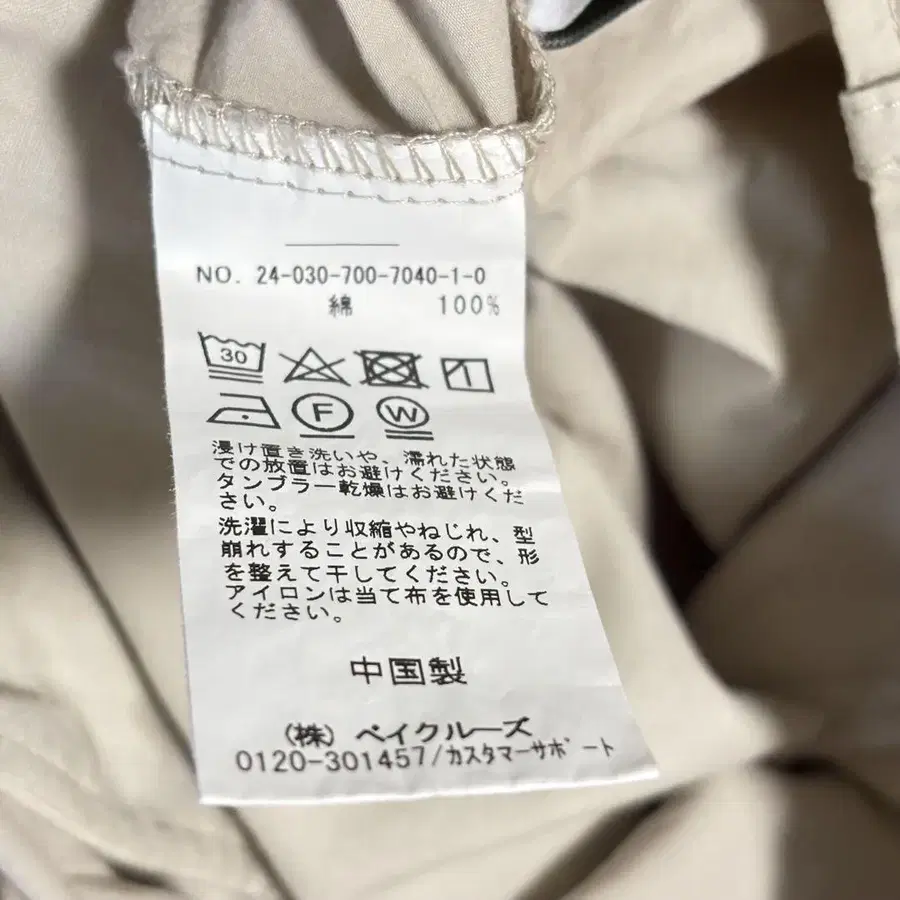 NO. 24-030-700-7040-1-0
綿 100%
30
F W
浸け置き洗いや、濡れた状態
での放置はお避けください。
タンブラー乾燥はお避けくだ
さい。
洗濯により収縮やねじれ、型
崩れすることがあるので、形
を整えて干してください。
アイロンは当て布を使用して
ください。
中国製
(株) ベイクルーズ
0120-301457/カスタマーサポート